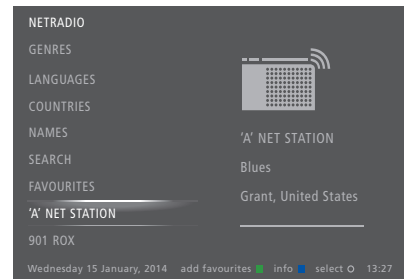 NETRADIO
GENRES
LANGUAGES
COUNTRIES
NAMES
SEARCH
FAVOURITES
‘A’ NET STATION
901 ROX
‘A’ NET STATION
Blues
Grant, United States
Wednesday 15 January, 2014 add favourites info select 13:27